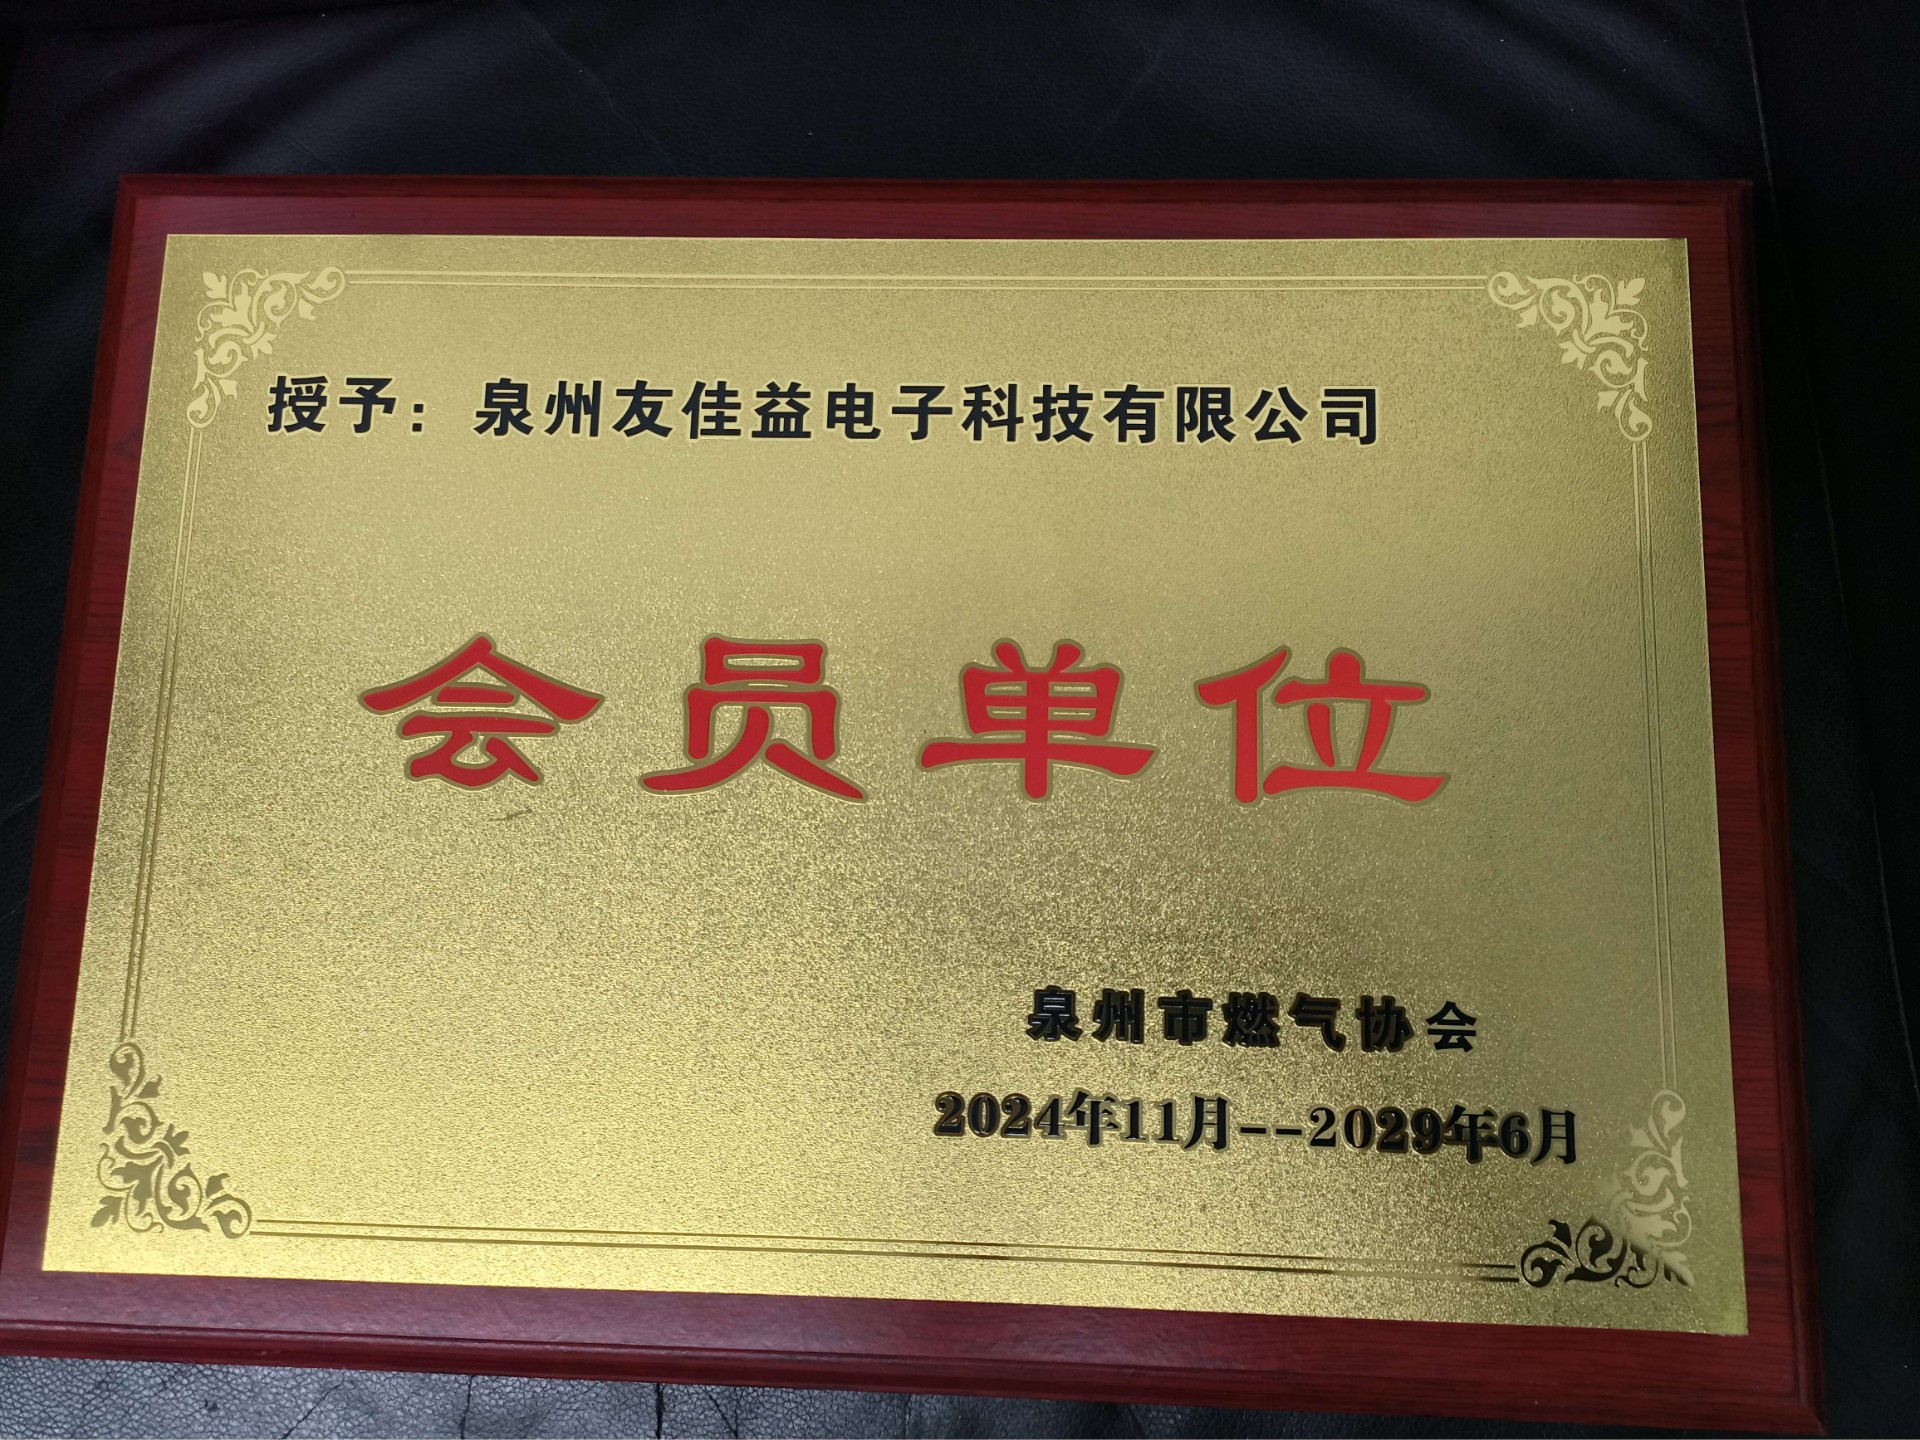 授予：泉州友佳益电子科技有限公司
会员单位
泉州市燃气协会
2024年11月--2029年6月